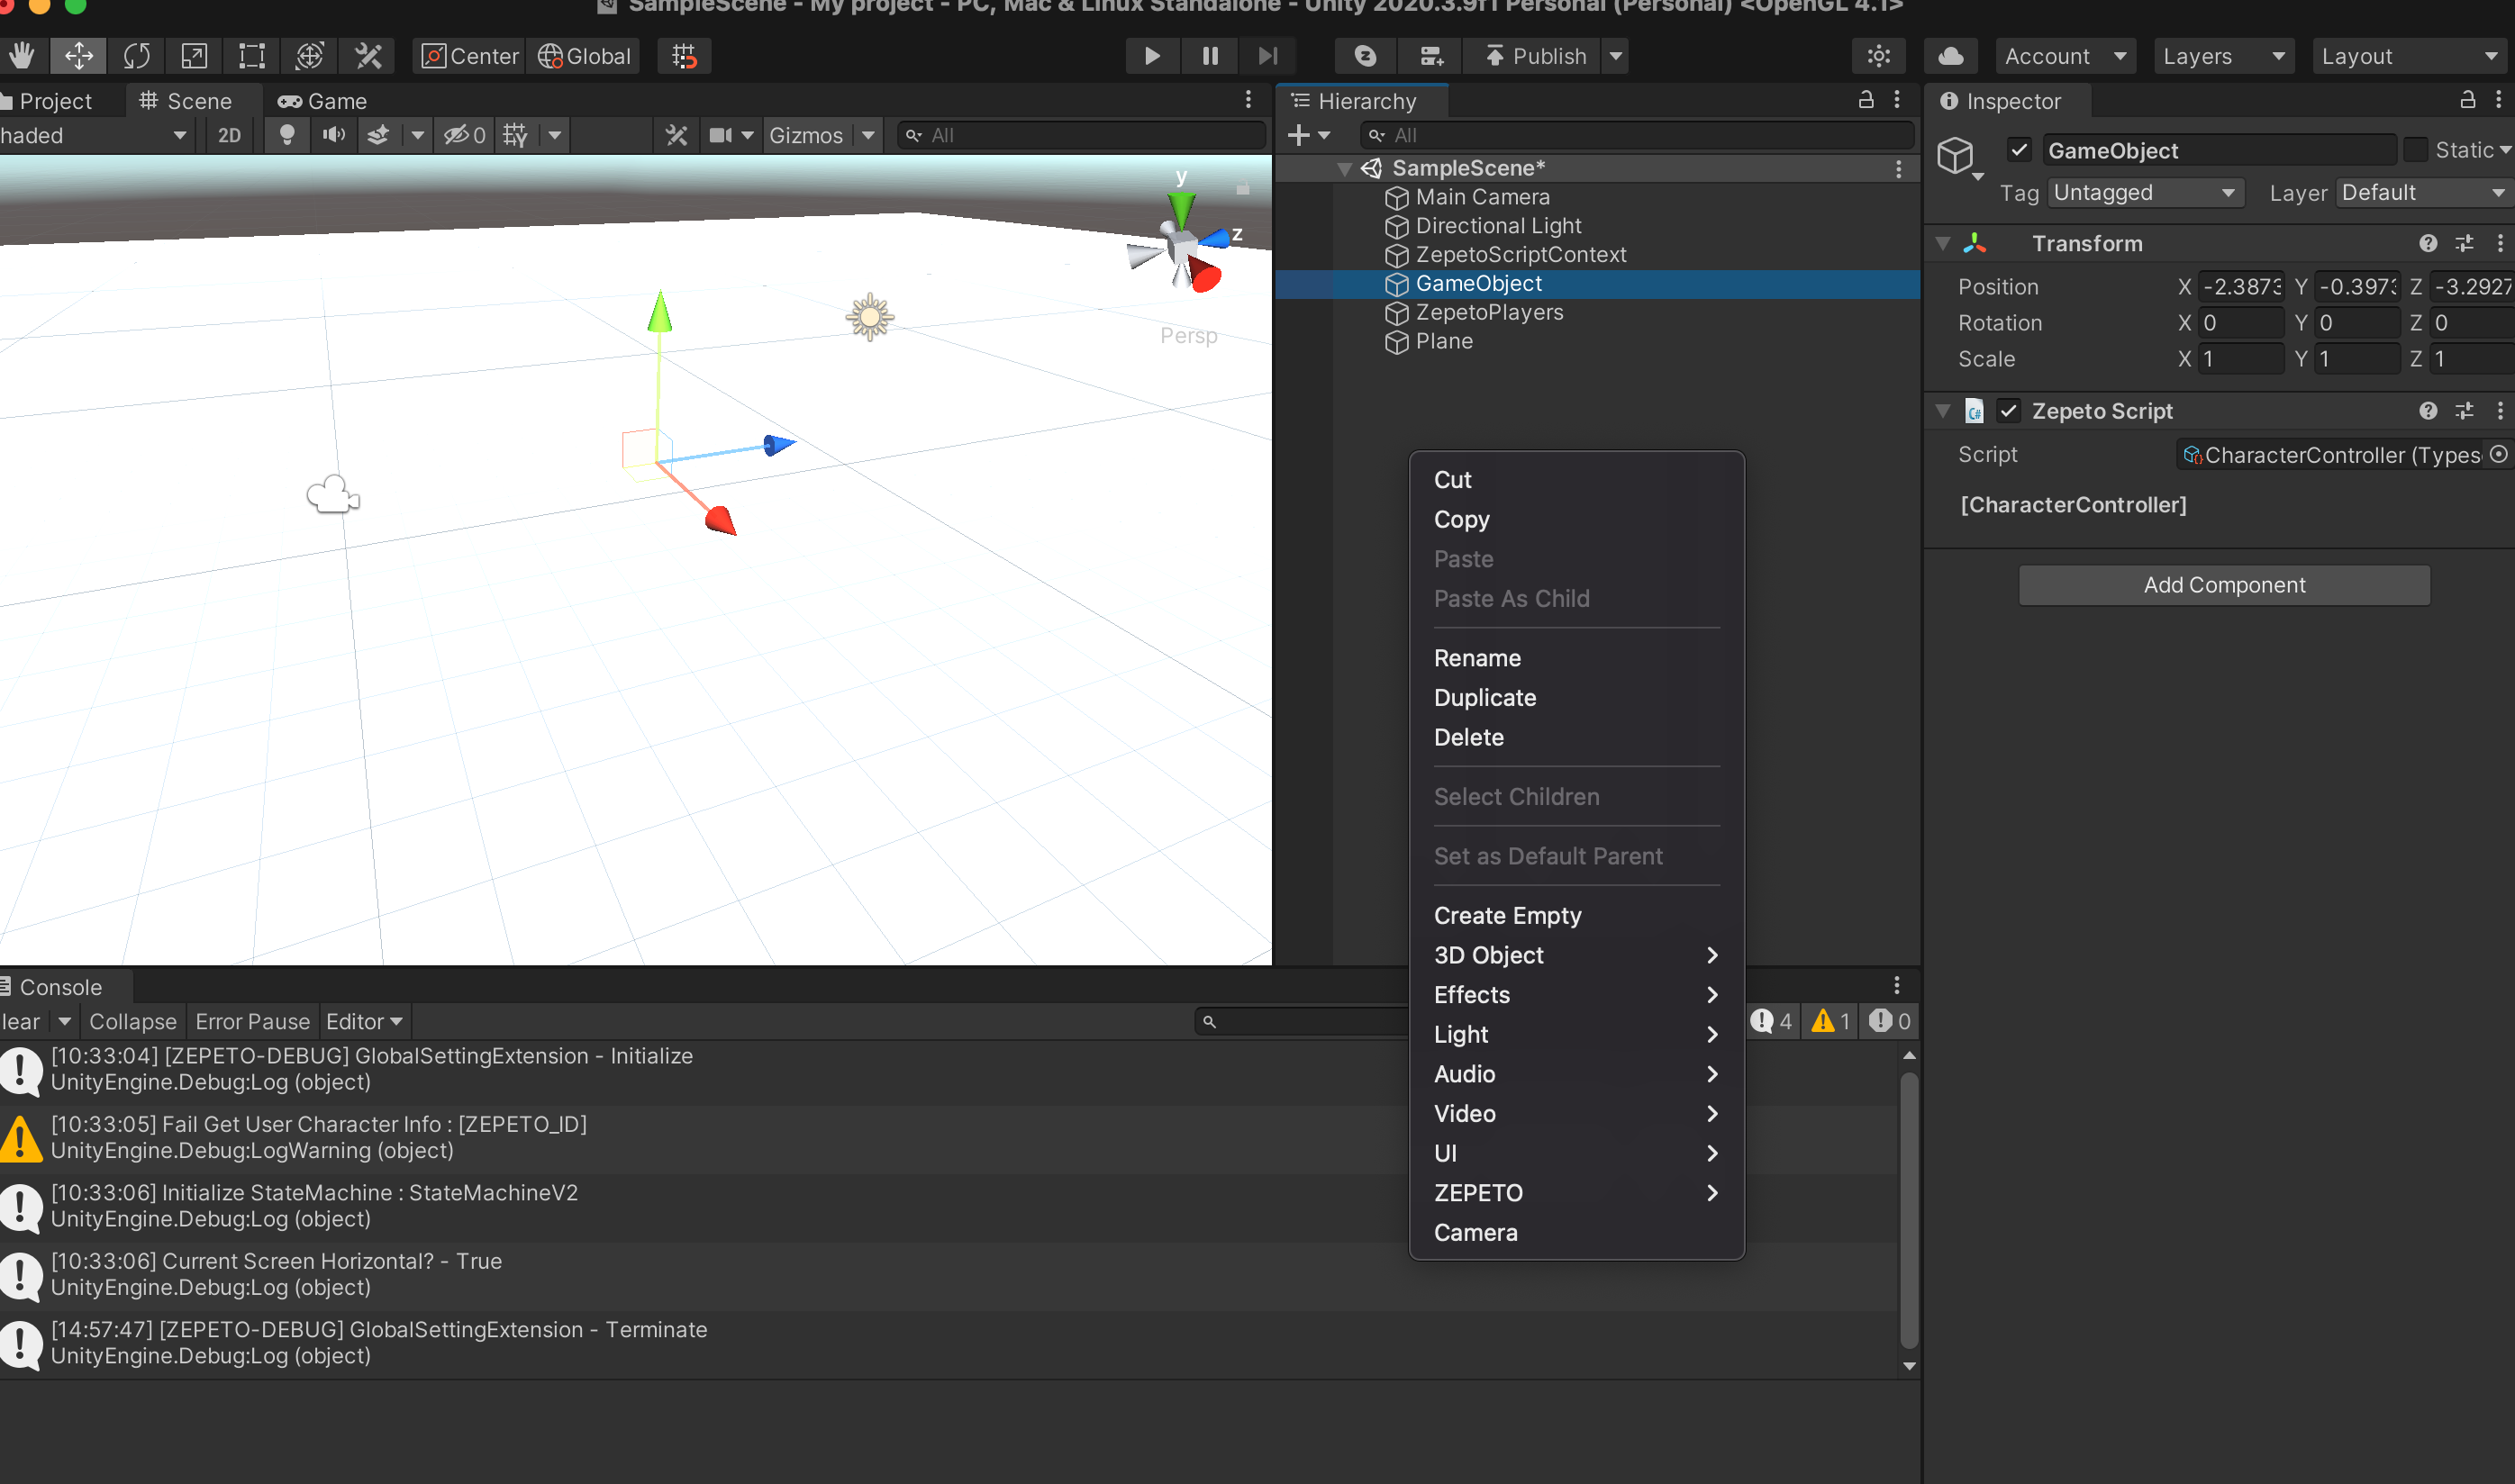 SampleScene - My project - PC, Mac & Linux Standalone - Unity 2020.3.9f1 Personal (Personal) <OpenGL 4.1>
Center Global Publish Account Layers Layout
Project Scene Game
haded 2D 0 Gizmos All
y
z
Persp
Hierarchy
All
SampleScene*
Main Camera
Directional Light
ZepetoScriptContext
GameObject
ZepetoPlayers
Plane
Cut
Copy
Paste
Paste As Child
Rename
Duplicate
Delete
Select Children
Set as Default Parent
Create Empty
3D Object
Effects
Light
Audio
Video
UI
ZEPETO
Camera
Inspector
GameObject Static
Tag Untagged Layer Default
Transform
Position X -2.3873 Y -0.3973 Z -3.2927
Rotation X 0 Y 0 Z 0
Scale X 1 Y 1 Z 1
C# Zepeto Script
Script CharacterController (Types
[CharacterController]
Add Component
Console
lear Collapse Error Pause Editor 4 1 0
[10:33:04] [ZEPETO-DEBUG] GlobalSettingExtension - Initialize
UnityEngine.Debug:Log (object)
[10:33:05] Fail Get User Character Info : [ZEPETO_ID]
UnityEngine.Debug:LogWarning (object)
[10:33:06] Initialize StateMachine : StateMachineV2
UnityEngine.Debug:Log (object)
[10:33:06] Current Screen Horizontal? - True
UnityEngine.Debug:Log (object)
[14:57:47] [ZEPETO-DEBUG] GlobalSettingExtension - Terminate
UnityEngine.Debug:Log (object)